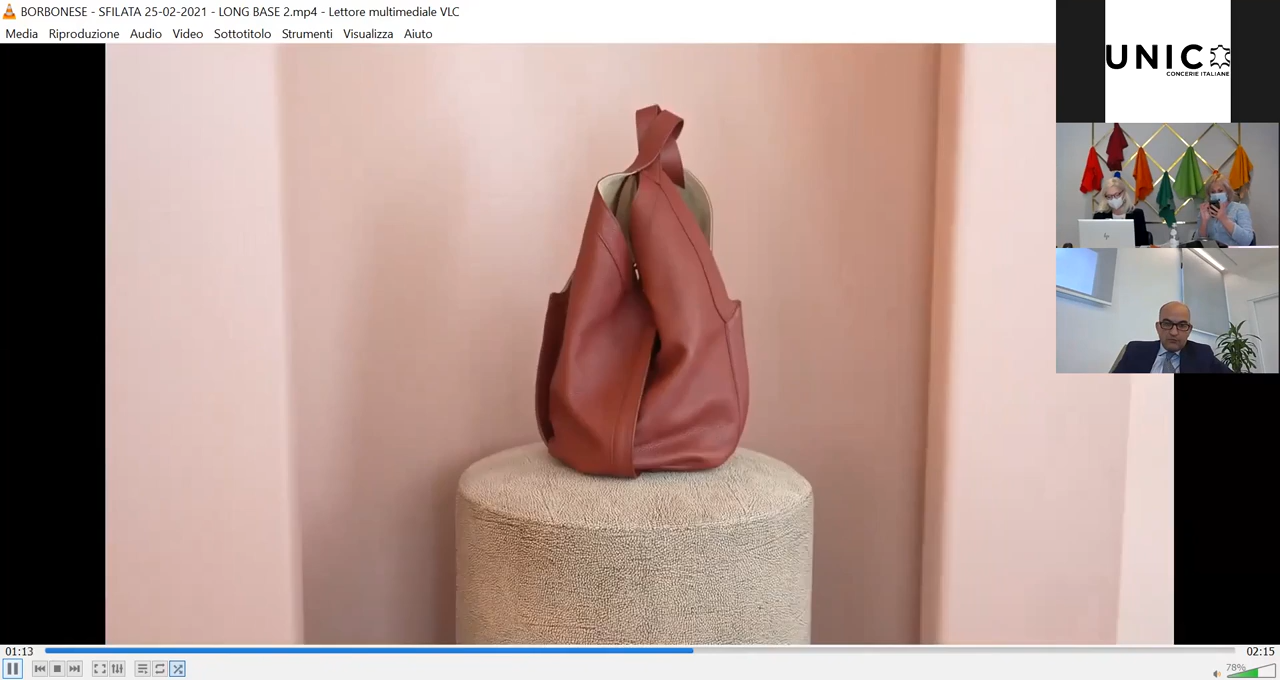 BORBONESE - SFILATA 25-02-2021 - LONG BASE 2.mp4 - Lettore multimediale VLC
Media Riproduzione Audio Video Sottotitolo Strumenti Visualizza Aiuto
UNIC
CONCERIE ITALIANE
01:13
02:15
78%